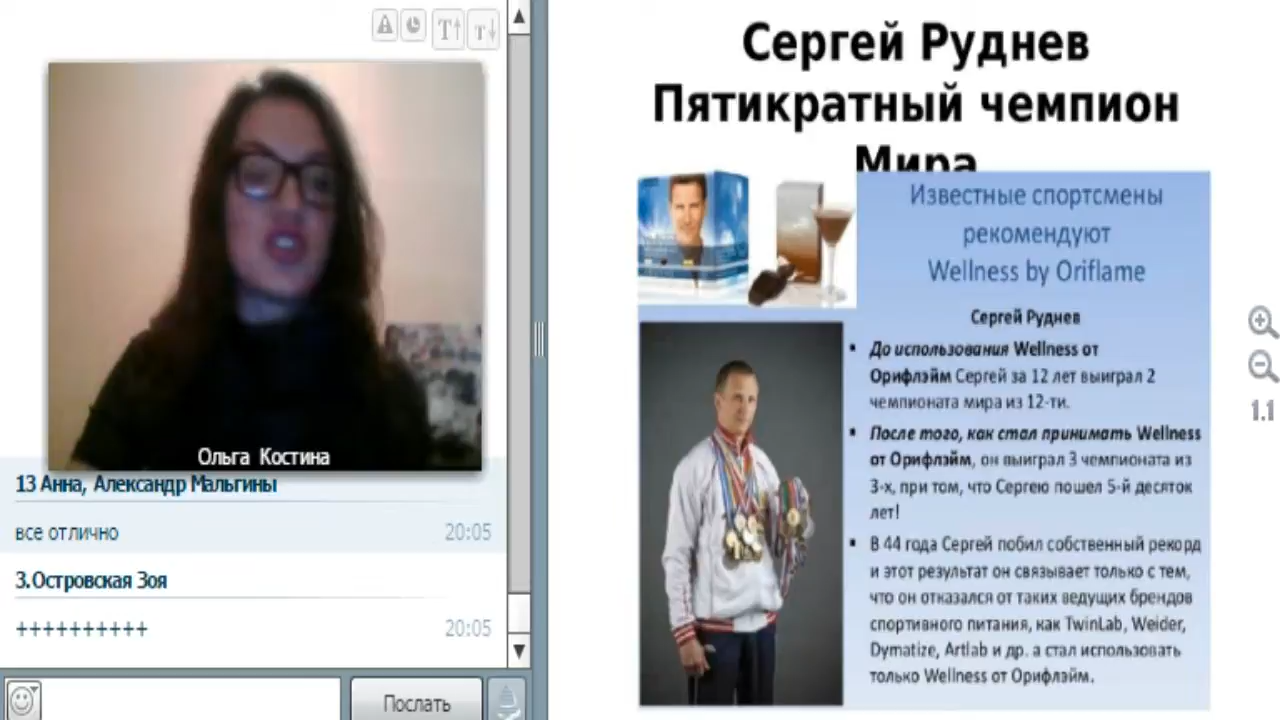 Ольга Костина
13 Анна, Александр Мальгины
все отлично 20:05
3.Островская Зоя
++++++++++ 20:05
Послать
Сергей Руднев
Пятикратный чемпион
Мира
Известные спортсмены
рекомендуют
Wellness by Oriflame
Сергей Руднев
До использования Wellness от
Орифлэйм Сергей за 12 лет выиграл 2
чемпионата мира из 12-ти.
После того, как стал принимать Wellness
от Орифлэйм, он выиграл 3 чемпионата из
3-х, при том, что Сергею пошел 5-й десяток
лет!
В 44 года Сергей побил собственный рекорд
и этот результат он связывает только с тем,
что он отказался от таких ведущих брендов
спортивного питания, как TwinLab, Weider,
Dymatize, Artlab и др. а стал использовать
только Wellness от Орифлэйм.
1.1